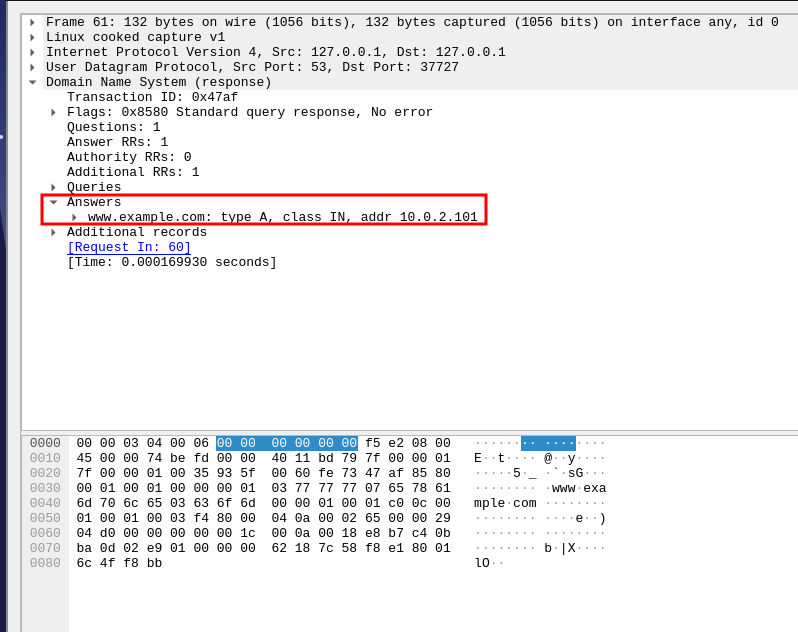 Frame 61: 132 bytes on wire (1056 bits), 132 bytes captured (1056 bits) on interface any, id 0
Linux cooked capture v1
Internet Protocol Version 4, Src: 127.0.0.1, Dst: 127.0.0.1
User Datagram Protocol, Src Port: 53, Dst Port: 37727
Domain Name System (response)
Transaction ID: 0x47af
Flags: 0x8580 Standard query response, No error
Questions: 1
Answer RRs: 1
Authority RRs: 0
Additional RRs: 1
Queries
Answers
www.example.com: type A, class IN, addr 10.0.2.101
Additional records
[Request In: 60]
[Time: 0.000169930 seconds]
0000 00 00 03 04 00 06 00 00 00 00 00 00 f5 e2 08 00 ················
0010 45 00 00 74 be fd 00 00 40 11 bd 79 7f 00 00 01 E··t····@··y····
0020 7f 00 00 01 00 35 93 5f 00 60 fe 73 47 af 85 80 ·····5·_·`·sG···
0030 00 01 00 01 00 00 00 01 03 77 77 77 07 65 78 61 ·········www·exa
0040 6d 70 6c 65 03 63 6f 6d 00 00 01 00 01 c0 0c 00 mple·com········
0050 01 00 01 00 03 f4 80 00 04 0a 00 02 65 00 00 29 ············e··)
0060 04 d0 00 00 00 00 00 1c 00 0a 00 18 e8 b7 c4 0b ················
0070 ba 0d 02 e9 01 00 00 00 62 18 7c 58 f8 e1 80 01 ········b·|X····
0080 6c 4f f8 bb lO··